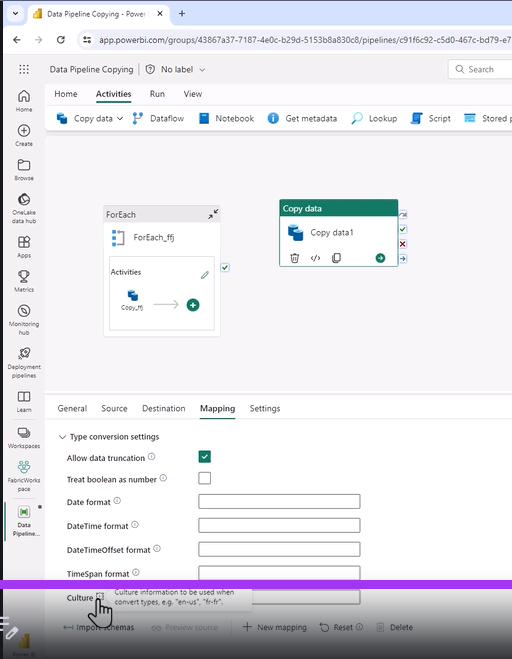 Data Pipeline Copying - Power BI
app.powerbi.com/groups/43867a37-7187-4e0c-b29d-5153b8a830c8/pipelines/c91f6c92-c5d0-467c-bd79-e7
Data Pipeline Copying
No label
Search
Home
Activities
Run
View
Copy data
Dataflow
Notebook
Get metadata
Lookup
Script
Stored p
Home
Create
Browse
OneLake
data hub
Apps
Metrics
Monitoring
hub
Deployment
pipelines
Learn
Workspaces
FabricWorks
pace
Data
Pipeline...
ForEach
ForEach_ffj
Activities
Copy_ffj
Copy data
Copy data1
General
Source
Destination
Mapping
Settings
Type conversion settings
Allow data truncation
Treat boolean as number
Date format
DateTime format
DateTimeOffset format
TimeSpan format
Culture
Culture information to be used when
convert types, e.g. "en-us", "fr-fr".
Import schemas
Preview source
New mapping
Reset
Delete
Power BI